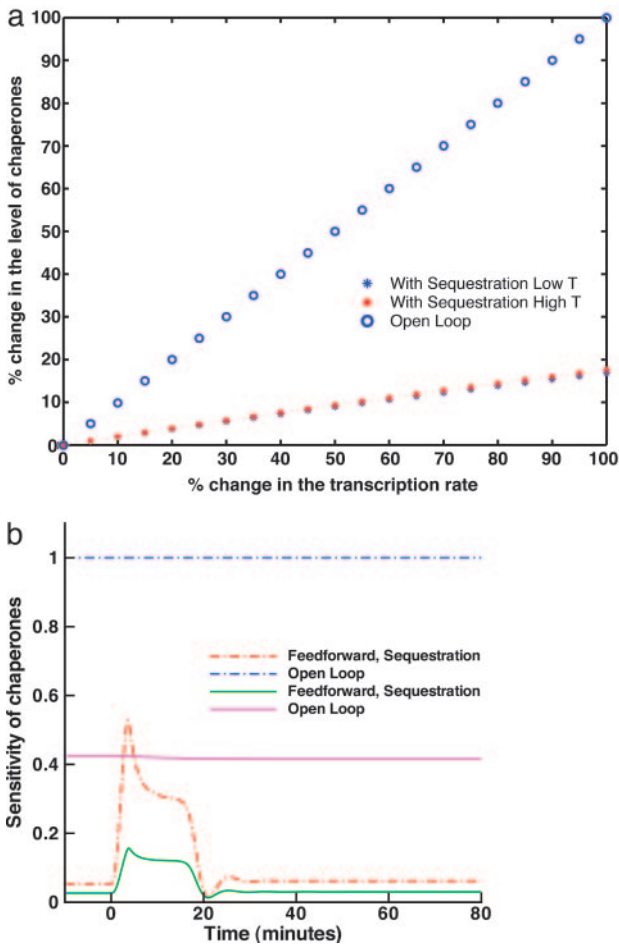 a
% change in the level of chaperones
100
90
80
70
60
50
40
30
20
10
0
With Sequestration Low T
With Sequestration High T
Open Loop
0 10 20 30 40 50 60 70 80 90 100
% change in the transcription rate
b
Sensitivity of chaperones
1
0.8
0.6
0.4
0.2
0
Feedforward, Sequestration
Open Loop
Feedforward, Sequestration
Open Loop
0 20 40 60 80
Time (minutes)